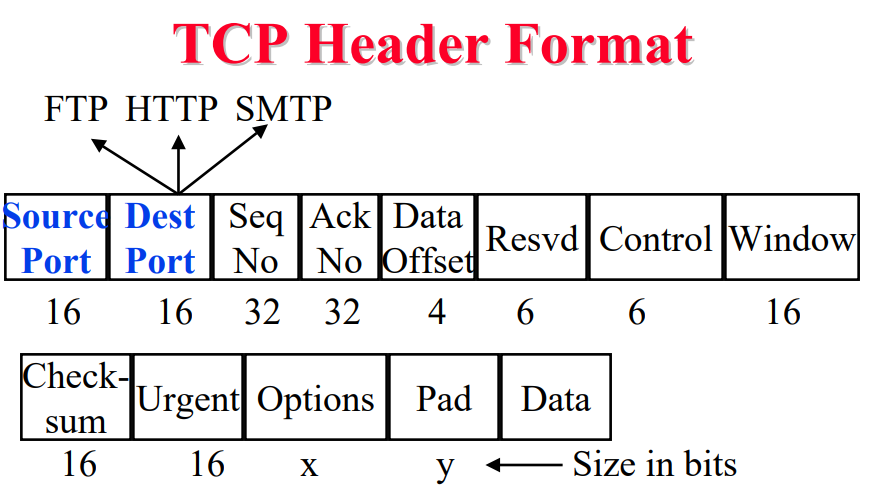 TCP Header Format
FTP HTTP SMTP
Source Port
Dest Port
Seq No
Ack No
Data Offset
Resvd
Control
Window
16 16 32 32 4 6 6 16
Check-
sum
Urgent
Options
Pad
Data
16 16 x y Size in bits